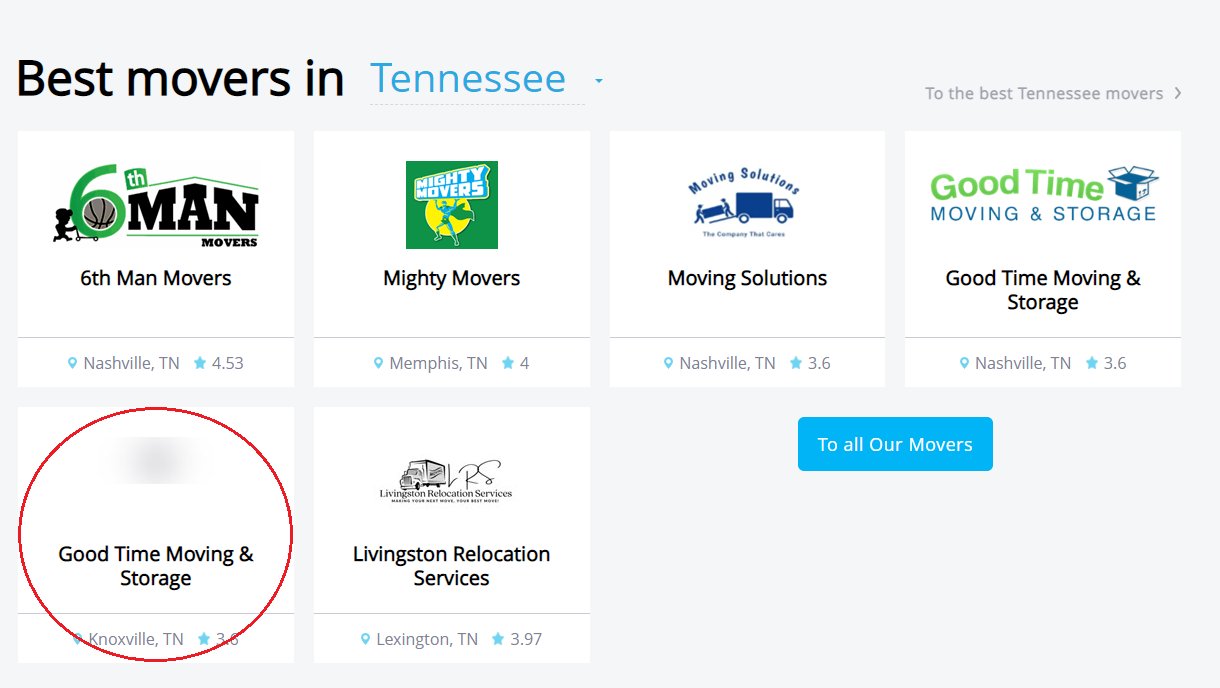 Best movers in Tennessee
To the best Tennessee movers
6th MAN
MOVERS
6th Man Movers
Nashville, TN 4.53
MIGHTY
MOVERS
Mighty Movers
Memphis, TN 4
Moving Solutions
The Company That Cares
Moving Solutions
Nashville, TN 3.6
Good Time
MOVING & STORAGE
Good Time Moving &
Storage
Nashville, TN 3.6
Good Time Moving &
Storage
Knoxville, TN 3.6
LRS
Livingston Relocation Services
MAKING YOUR NEXT MOVE, YOUR BEST MOVE!
Livingston Relocation
Services
Lexington, TN 3.97
To all Our Movers